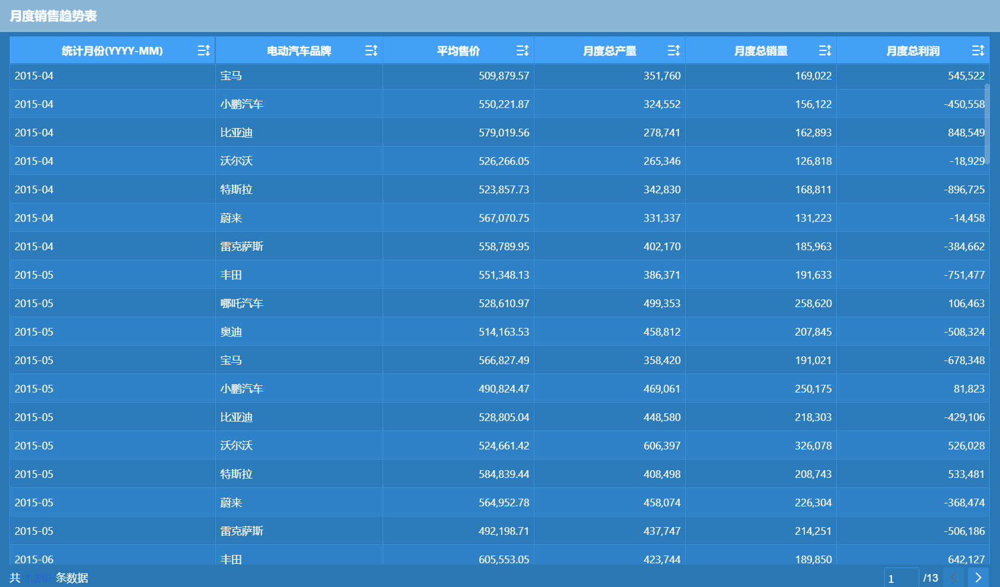 月度销售趋势表
统计月份(YYYY-MM) 电动汽车品牌 平均售价 月度总产量 月度总销量 月度总利润
2015-04 宝马 509,879.57 351,760 169,022 545,522
2015-04 小鹏汽车 550,221.87 324,552 156,122 -450,558
2015-04 比亚迪 579,019.56 278,741 162,893 848,549
2015-04 沃尔沃 526,266.05 265,346 126,818 -18,929
2015-04 特斯拉 523,857.73 342,830 168,811 -896,725
2015-04 蔚来 567,070.75 331,337 131,223 -14,458
2015-04 雷克萨斯 558,789.95 402,170 185,963 -384,662
2015-05 丰田 551,348.13 386,371 191,633 -751,477
2015-05 哪吒汽车 528,610.97 499,353 258,620 106,463
2015-05 奥迪 514,163.53 458,812 207,845 -508,324
2015-05 宝马 566,827.49 358,420 191,021 -678,348
2015-05 小鹏汽车 490,824.47 469,061 250,175 81,823
2015-05 比亚迪 528,805.04 448,580 218,303 -429,106
2015-05 沃尔沃 524,661.42 606,397 326,078 526,028
2015-05 特斯拉 584,839.44 408,498 208,743 533,481
2015-05 蔚来 564,952.78 458,074 226,304 -368,474
2015-05 雷克萨斯 492,198.71 437,747 214,251 -506,186
2015-06 丰田 605,553.05 423,744 189,850 642,127
共 1,210 条数据 1 /13